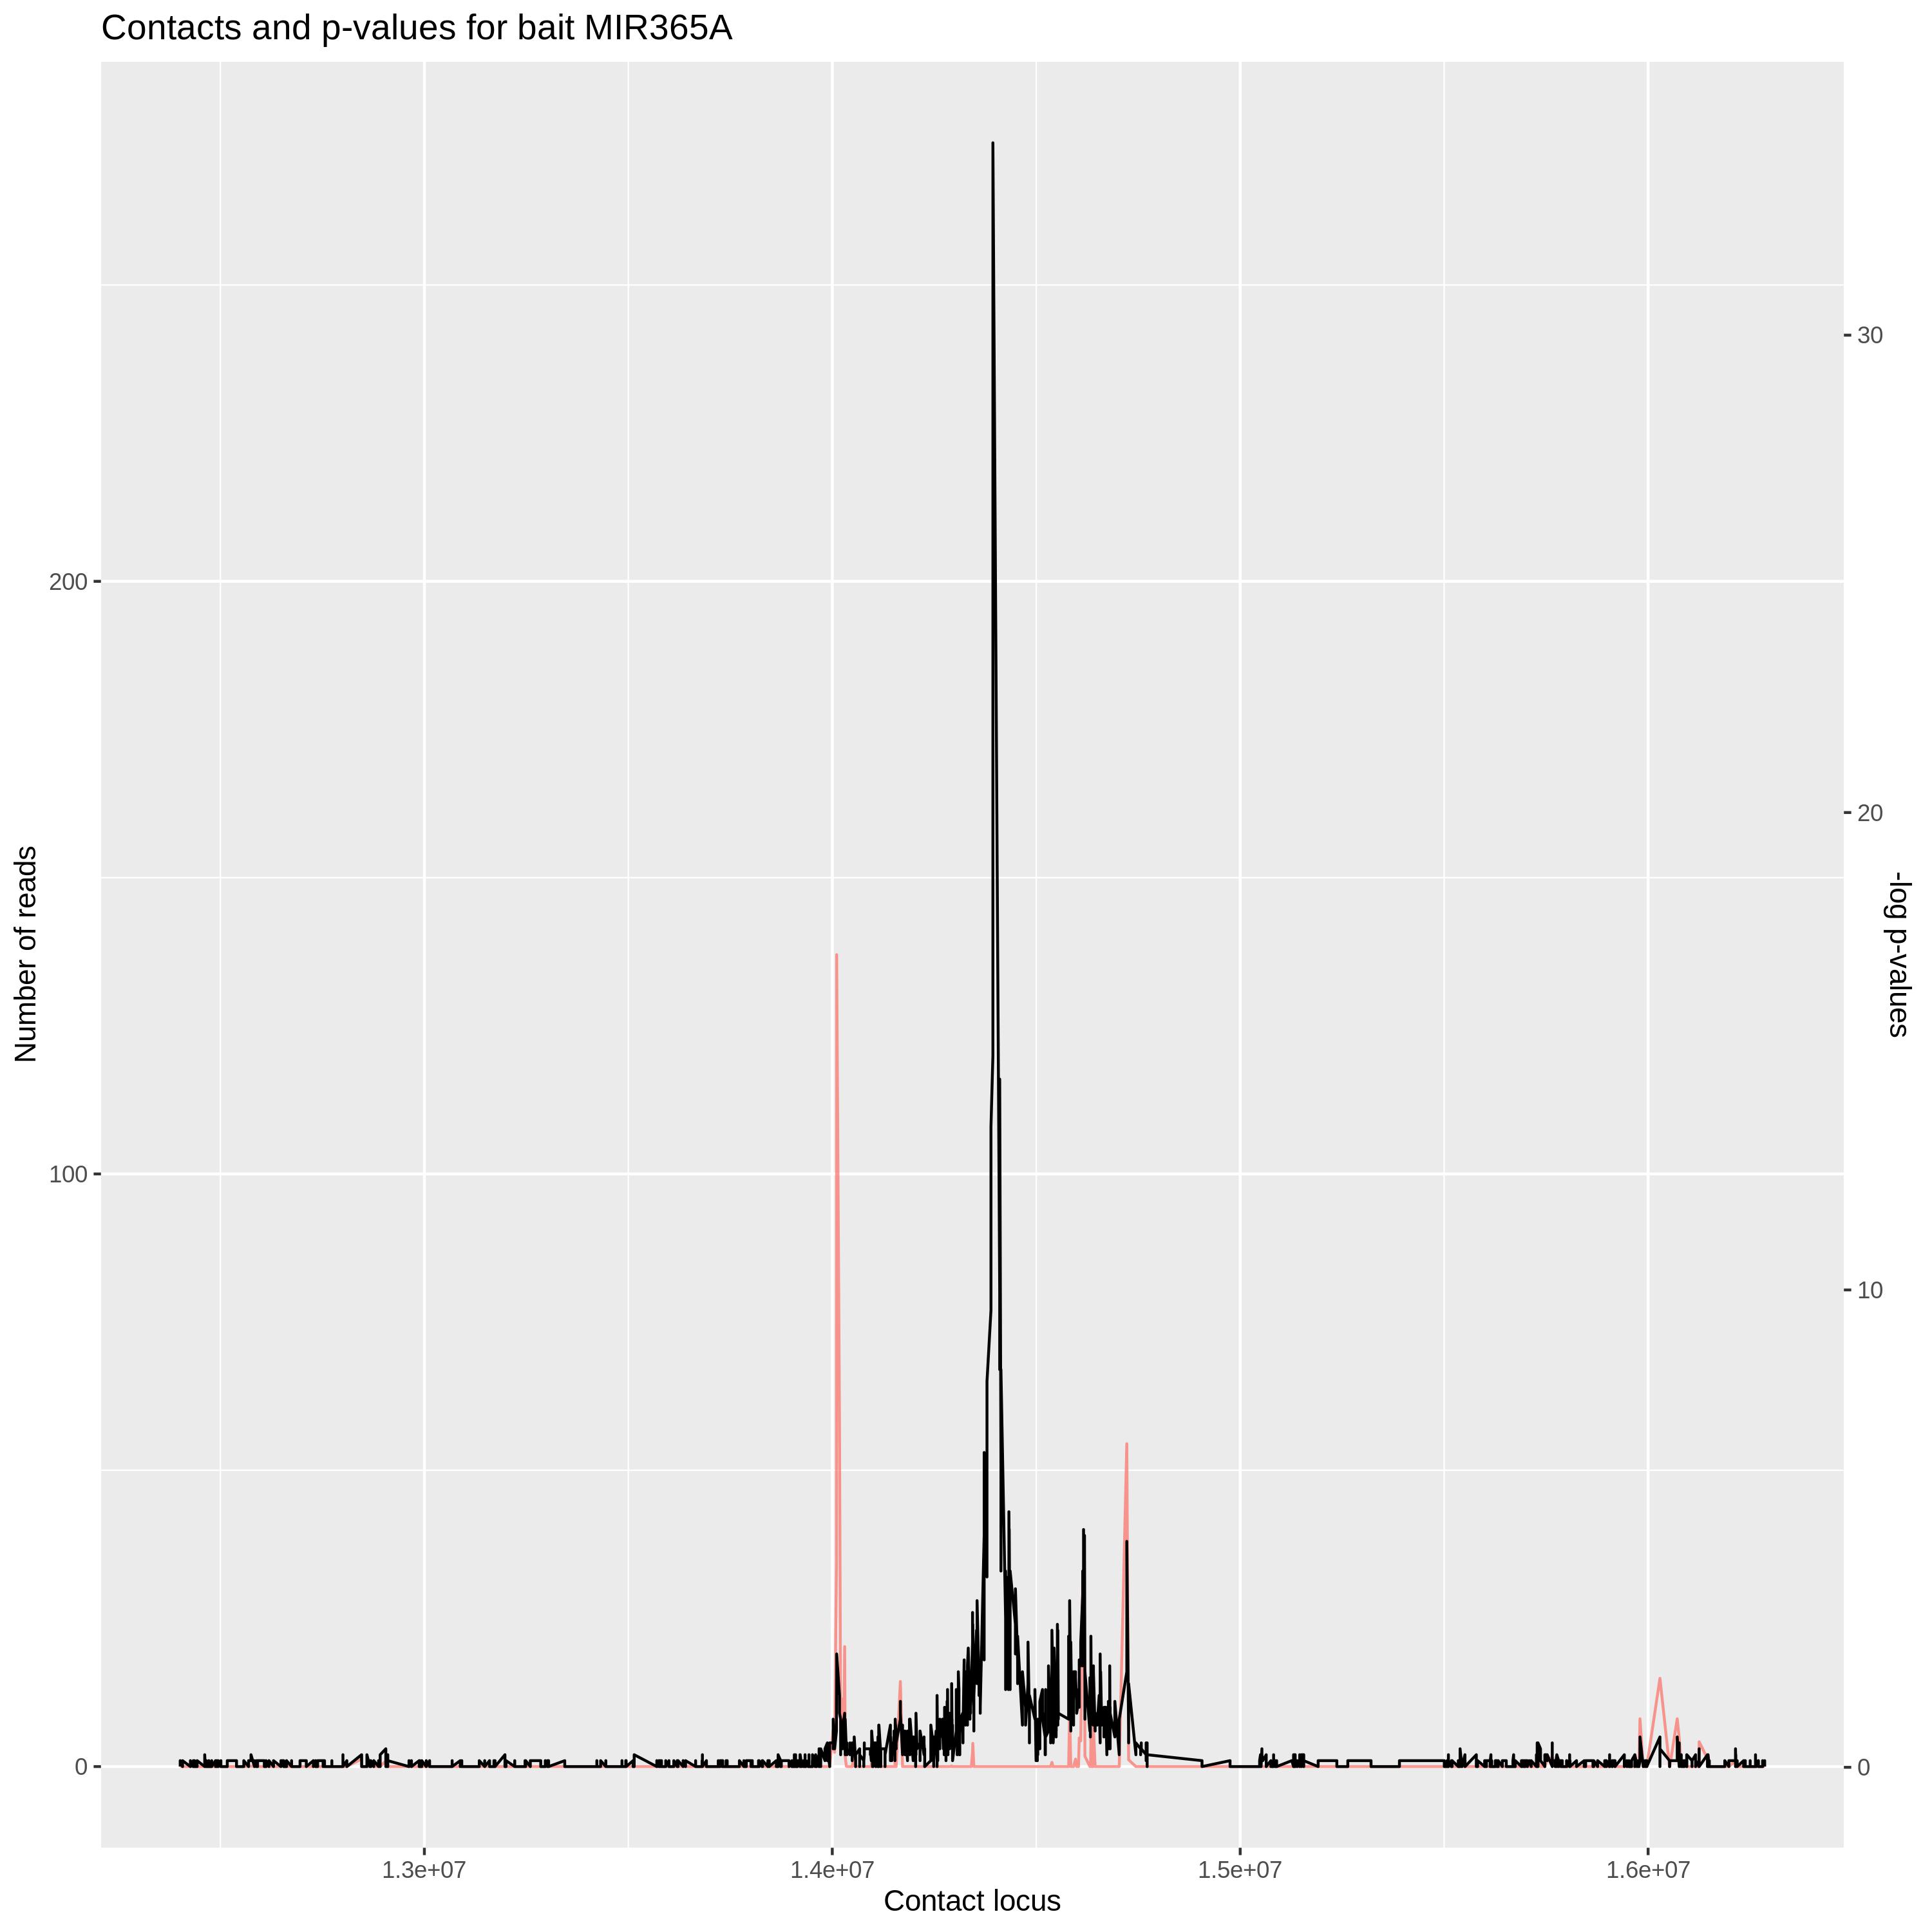 Contacts and p-values for bait MIR365A
Number of reads
200
100
0
30
20
10
0
-log p-values
1.3e+07 1.4e+07 1.5e+07 1.6e+07
Contact locus